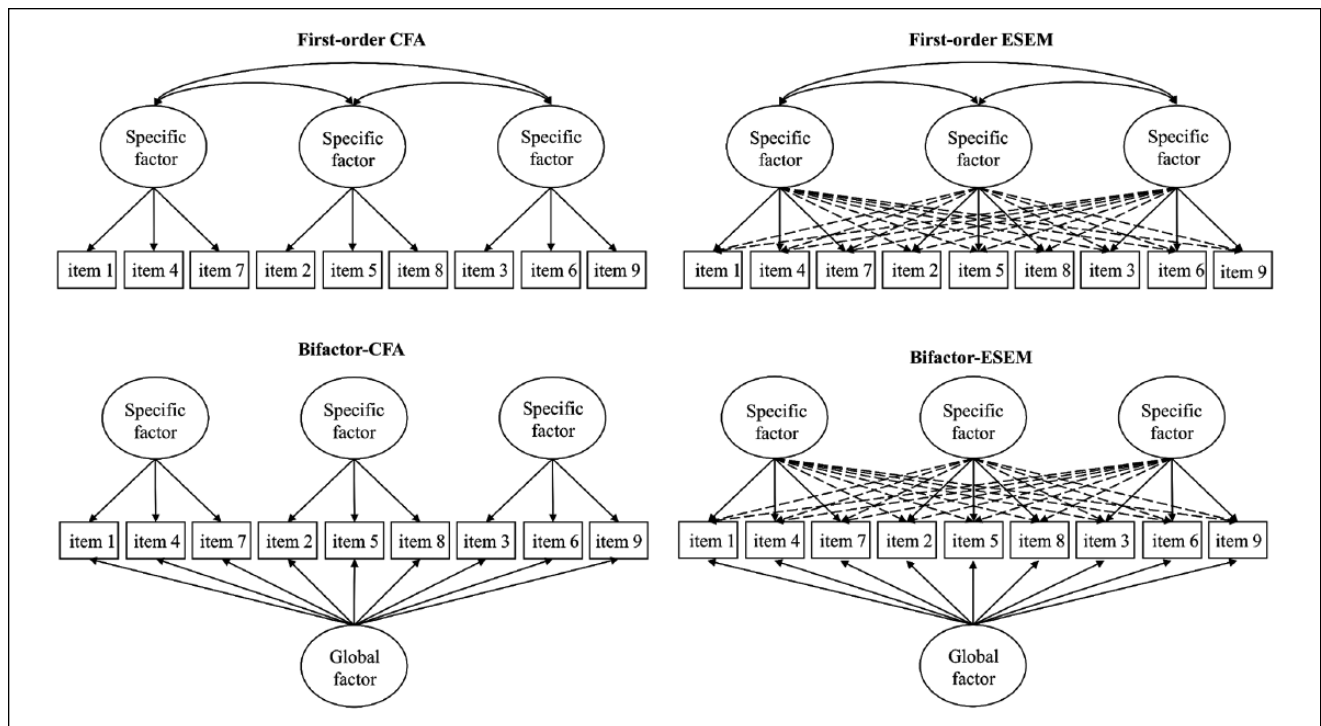 First-order CFA
Specific factor
Specific factor
Specific factor
item 1 item 4 item 7 item 2 item 5 item 8 item 3 item 6 item 9
First-order ESEM
Specific factor
Specific factor
Specific factor
item 1 item 4 item 7 item 2 item 5 item 8 item 3 item 6 item 9
Bifactor-CFA
Specific factor
Specific factor
Specific factor
item 1 item 4 item 7 item 2 item 5 item 8 item 3 item 6 item 9
Global factor
Bifactor-ESEM
Specific factor
Specific factor
Specific factor
item 1 item 4 item 7 item 2 item 5 item 8 item 3 item 6 item 9
Global factor